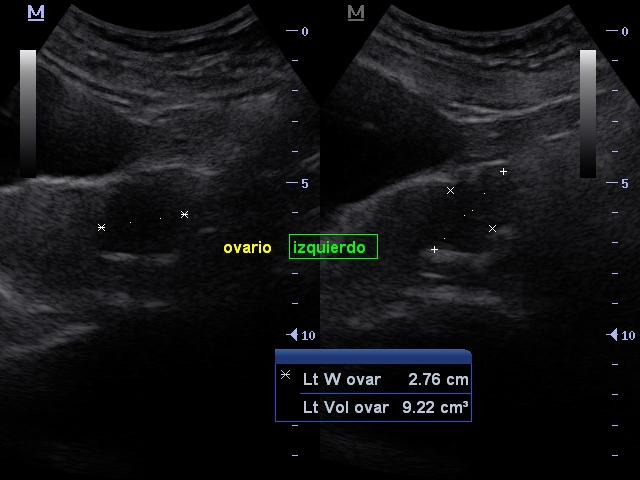 M M
0 0
5 5
ovario izquierdo
10 10
Lt W ovar 2.76 cm
Lt Vol ovar 9.22 cm³